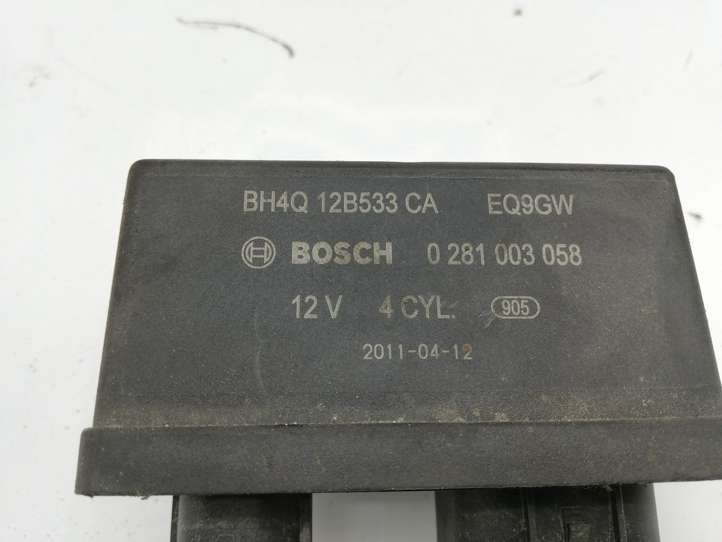 BH4Q 12B533 CA EQ9GW
BOSCH 0 281 003 058
12 V 4 CYL. 905
2011-04-12